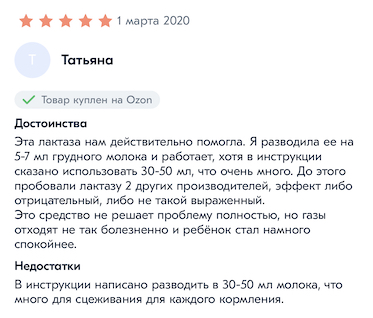 1 марта 2020
Т
Татьяна
Товар куплен на Ozon
Достоинства
Эта лактаза нам действительно помогла. Я разводила ее на
5-7 мл грудного молока и работает, хотя в инструкции
сказано использовать 30-50 мл, что очень много. До этого
пробовали лактазу 2 других производителей, эффект либо
отрицательный, либо не такой выраженный.
Это средство не решает проблему полностью, но газы
отходят не так болезненно и ребёнок стал намного
спокойнее.
Недостатки
В инструкции написано разводить в 30-50 мл молока, что
много для сцеживания для каждого кормления.